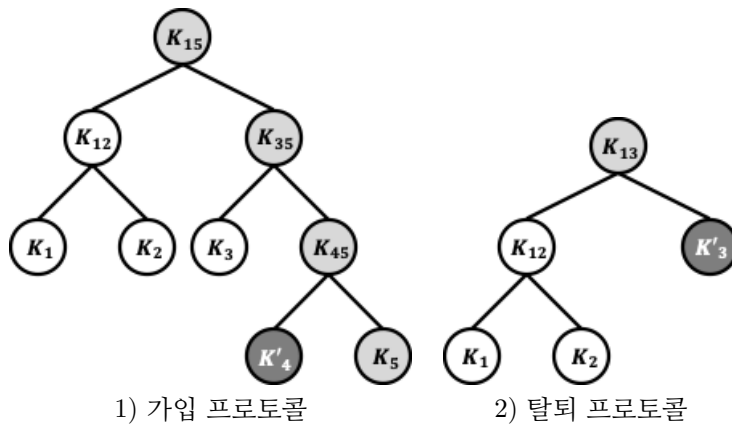 K₁₅
K₁₂ K₃₅ K₁₃
K₁ K₂ K₃ K₄₅ K₁₂ K'₃
K'₄ K₅ K₁ K₂
1) 가입 프로토콜 2) 탈퇴 프로토콜